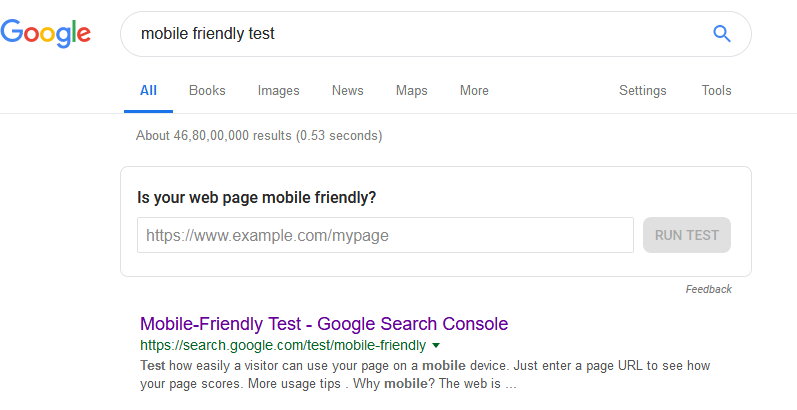 Google
mobile friendly test
All Books Images News Maps More Settings Tools
About 46,80,00,000 results (0.53 seconds)
Is your web page mobile friendly?
https://www.example.com/mypage RUN TEST
Feedback
Mobile-Friendly Test - Google Search Console
https://search.google.com/test/mobile-friendly
Test how easily a visitor can use your page on a mobile device. Just enter a page URL to see how
your page scores. More usage tips . Why mobile? The web is ...